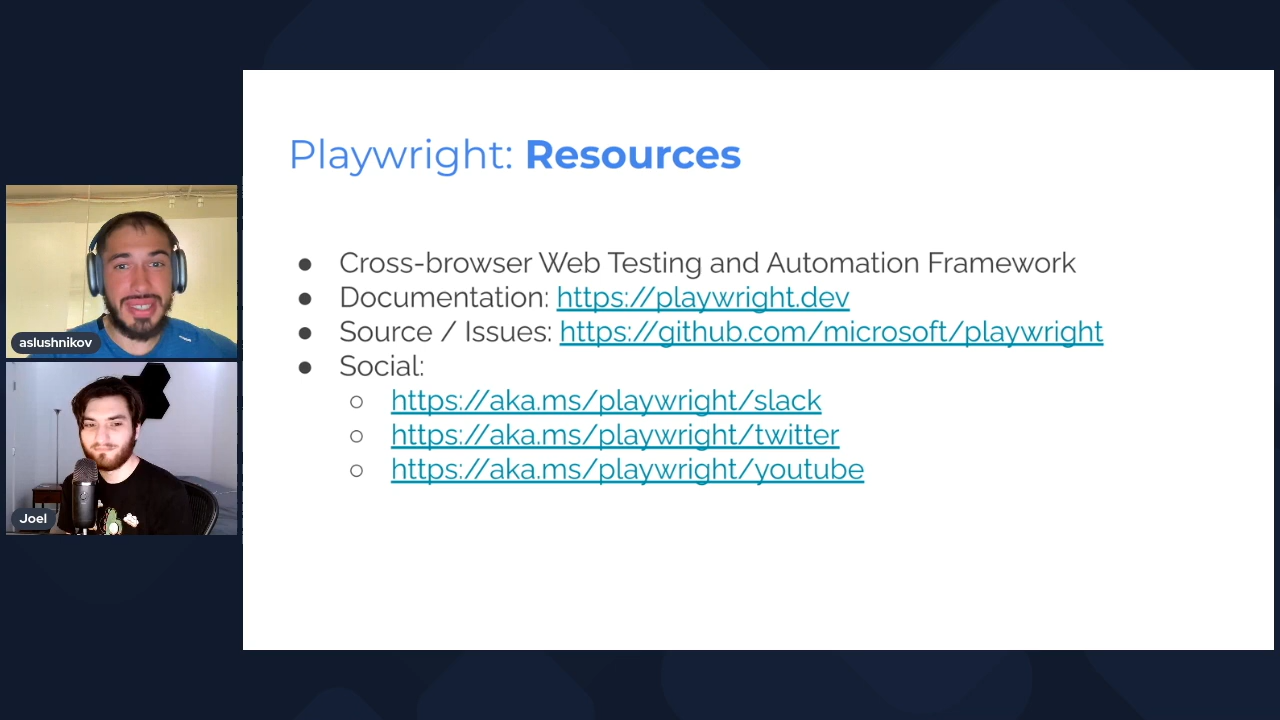 Playwright: Resources
● Cross-browser Web Testing and Automation Framework
● Documentation: https://playwright.dev
● Source / Issues: https://github.com/microsoft/playwright
● Social:
○ https://aka.ms/playwright/slack
○ https://aka.ms/playwright/twitter
○ https://aka.ms/playwright/youtube
aslushnikov
Joel